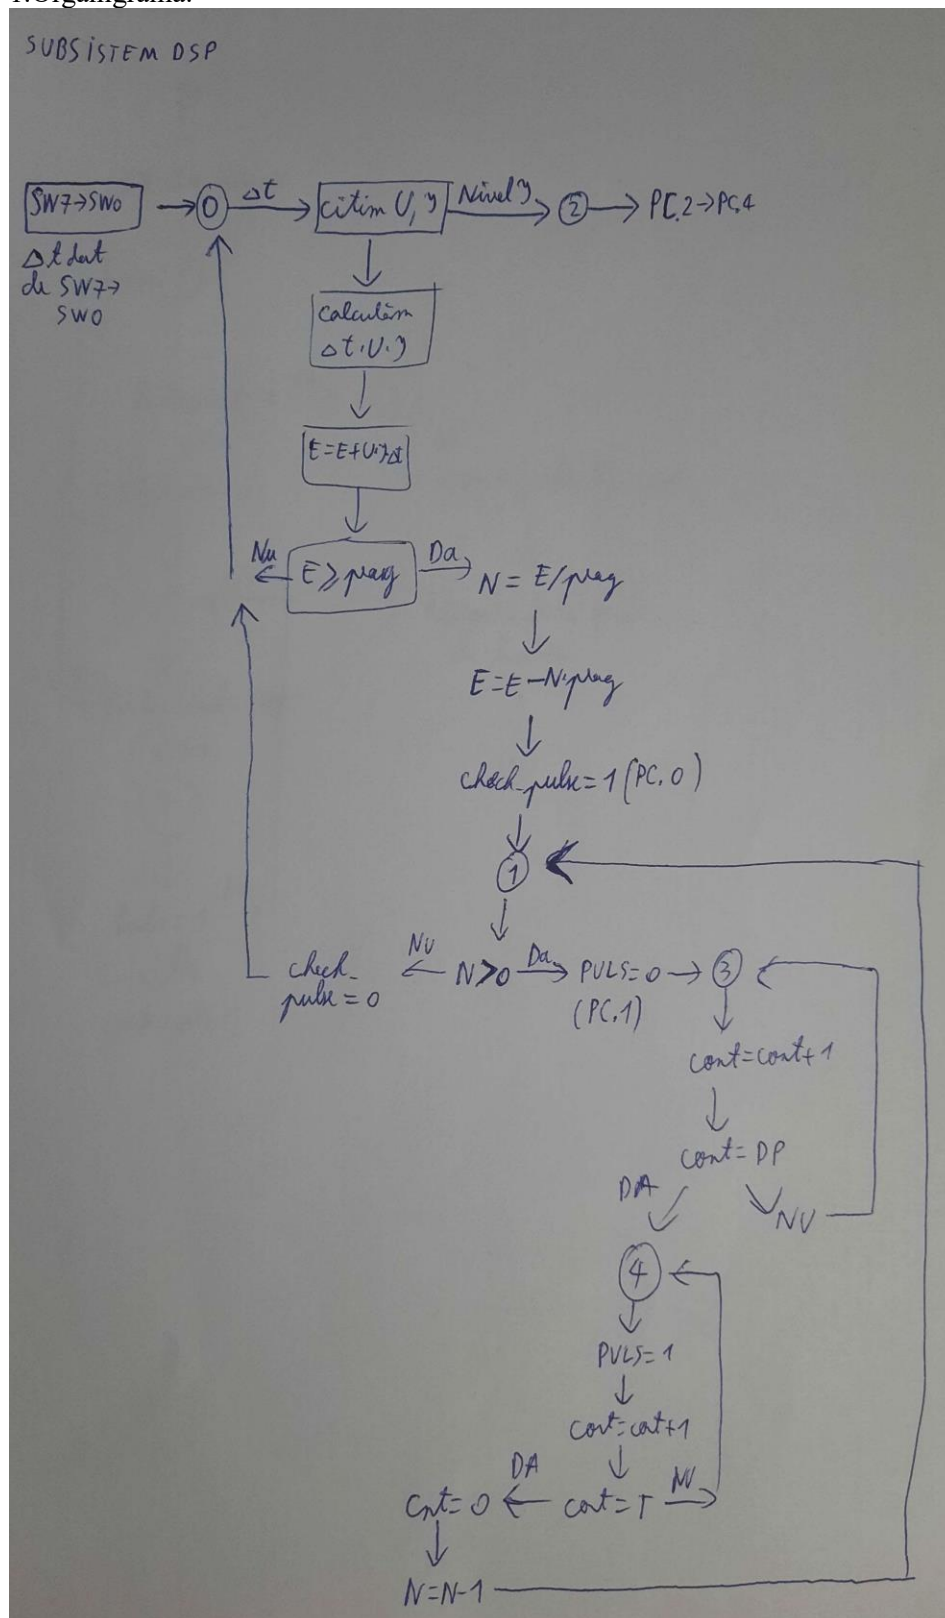 1.Organigrama:
SUBSISTEM DSP
SW7→SW0
Δt dat
de SW7→
SW0
0
Δt
citim U, I
Nivel I
2
PC.2→PC.4
calculăm
Δt.U.I
E=E+U.I.Δt
Nu
E≥prag
Da
N = E/prag
E=E-N.prag
check_pulse=1 (PC.0)
1
check_
pulse = 0
NU
N>0
Da
PULS=0
(PC.1)
3
cont=cont+1
cont=DP
DA
NU
4
PULS=1
cont=cont+1
DA
cont=T
NU
Cnt=0
N=N-1